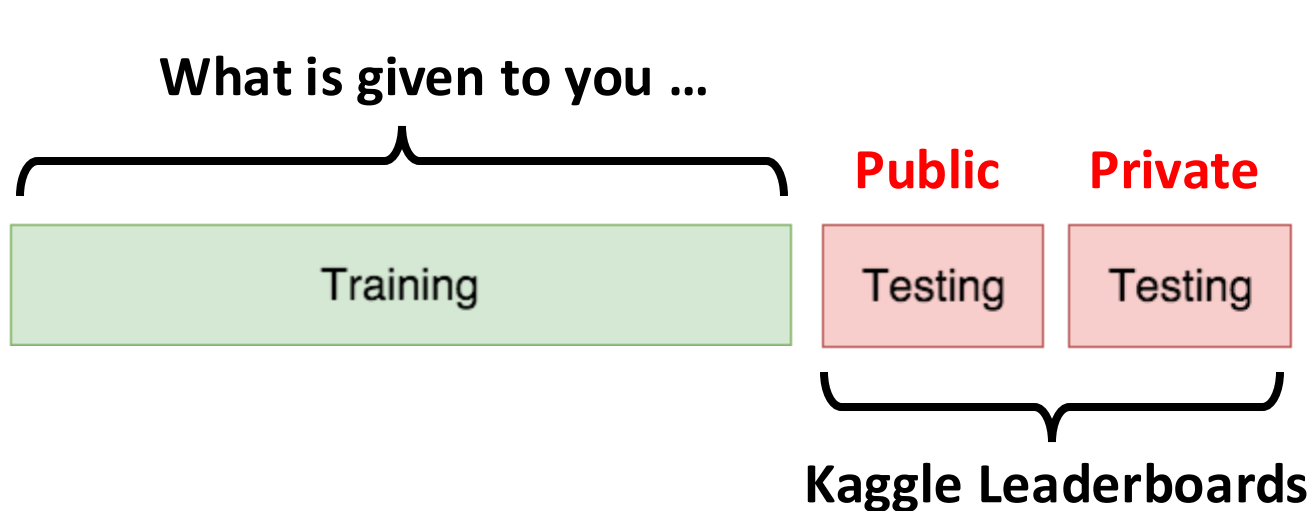 What is given to you …
Public Private
Training Testing Testing
Kaggle Leaderboards